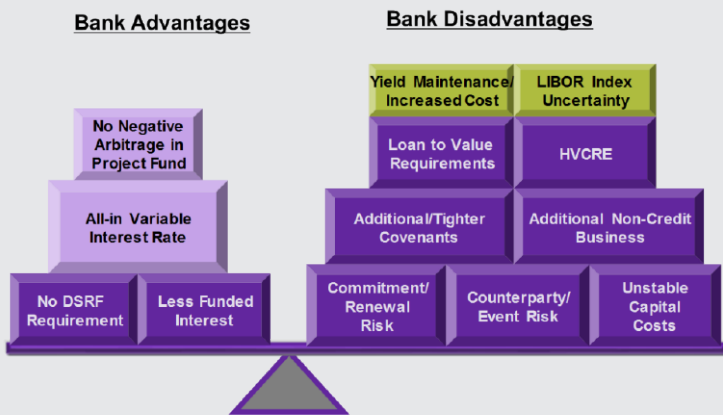 Bank Advantages
Bank Disadvantages
No Negative
Arbitrage in
Project Fund
All-in Variable
Interest Rate
No DSRF
Requirement
Less Funded
Interest
Yield Maintenance/
Increased Cost
LIBOR Index
Uncertainty
Loan to Value
Requirements
HVCRE
Additional/Tighter
Covenants
Additional Non-Credit
Business
Commitment/
Renewal
Risk
Counterparty/
Event Risk
Unstable
Capital
Costs